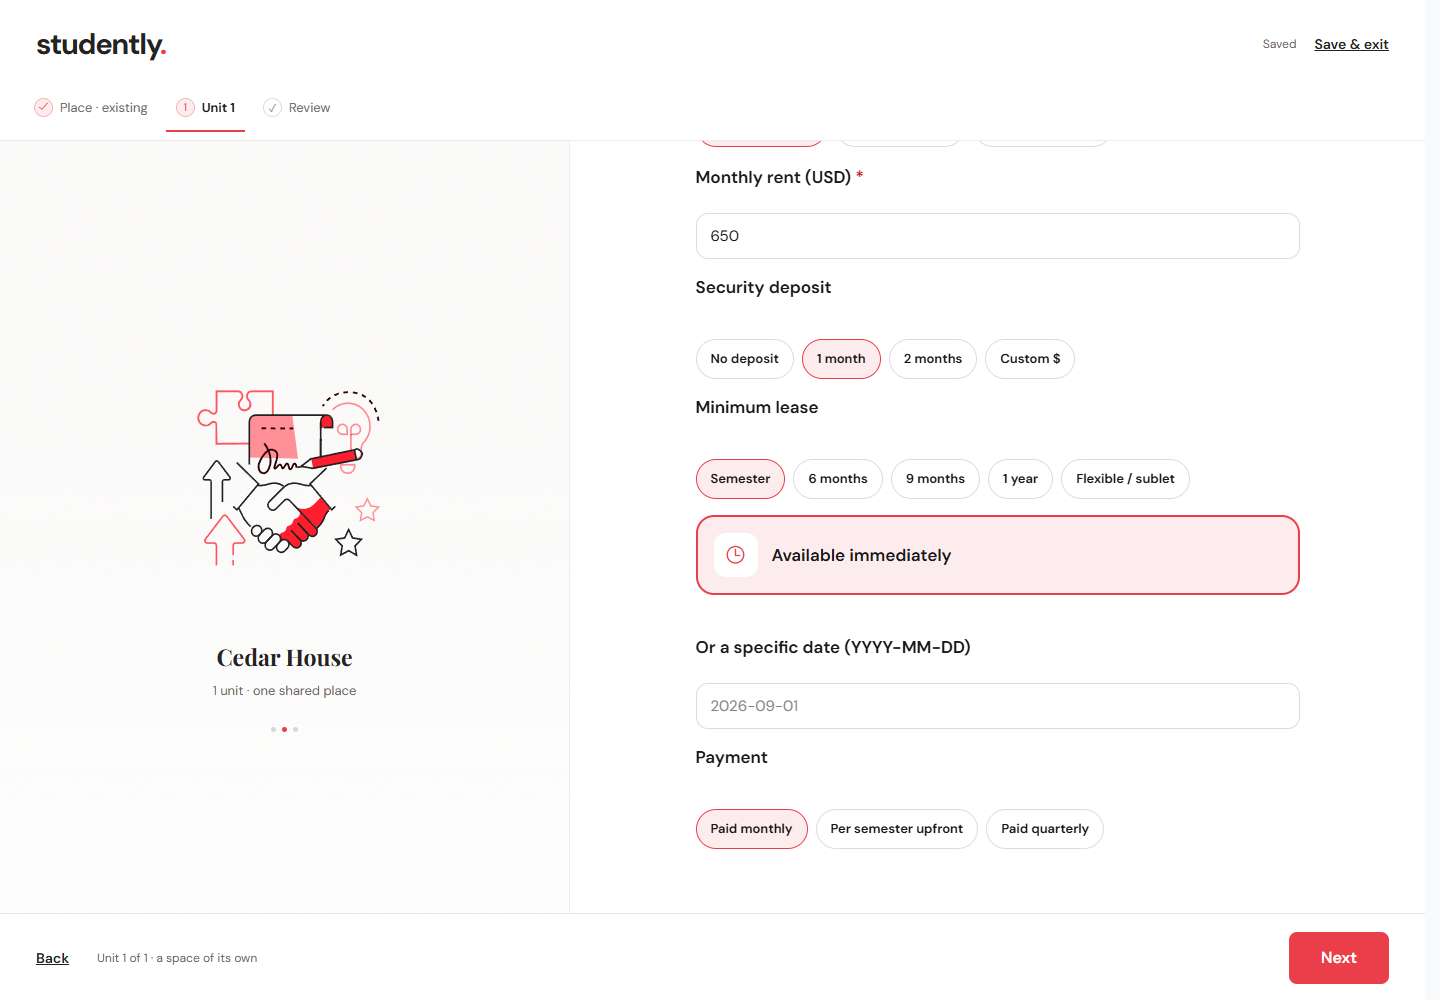 studently.
Saved
Save & exit
Place · existing
1
Unit 1
Review
Monthly rent (USD) *
650
Security deposit
No deposit
1 month
2 months
Custom $
Minimum lease
Semester
6 months
9 months
1 year
Flexible / sublet
Available immediately
Or a specific date (YYYY-MM-DD)
2026-09-01
Payment
Paid monthly
Per semester upfront
Paid quarterly
Cedar House
1 unit · one shared place
Back
Unit 1 of 1 · a space of its own
Next